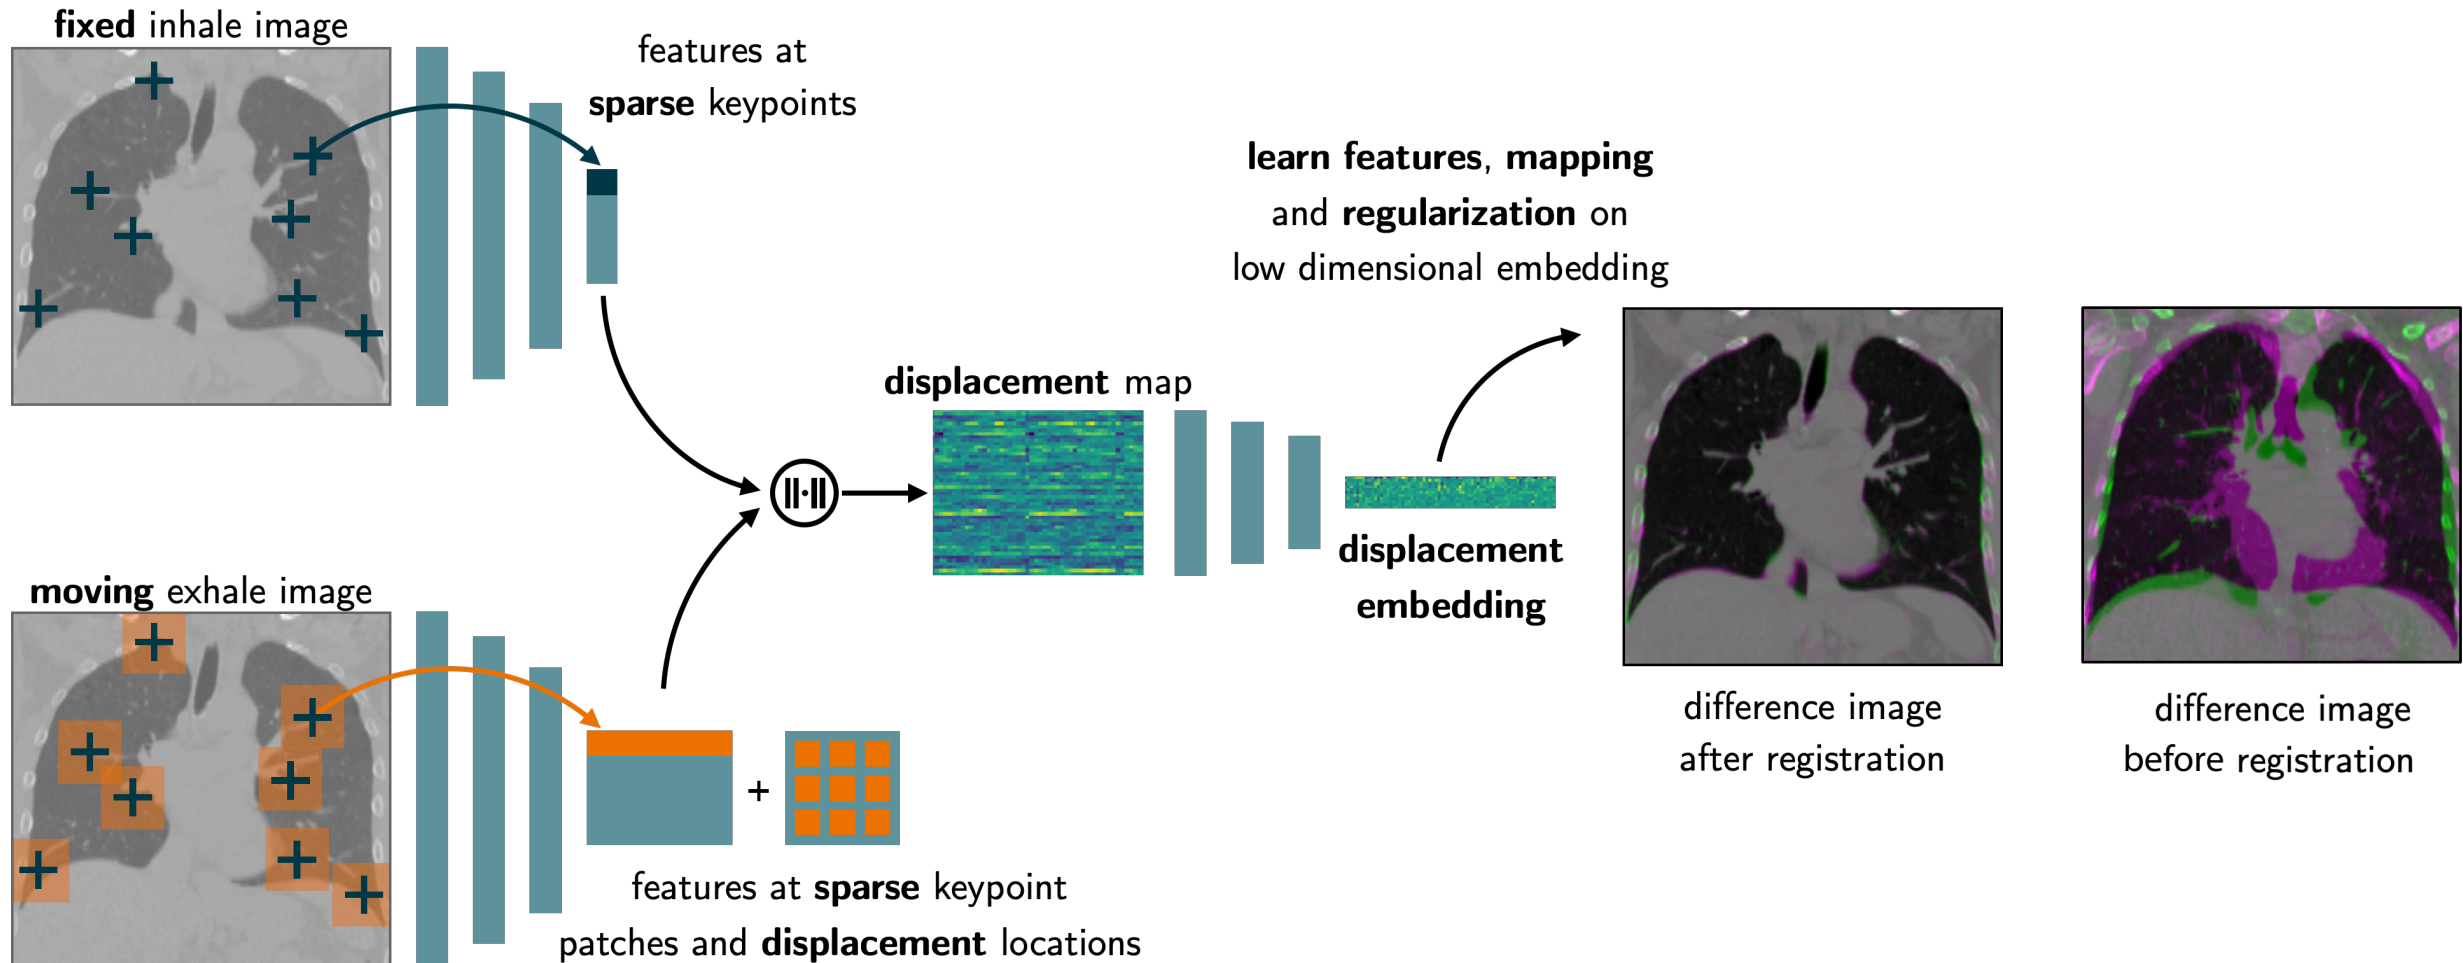 fixed inhale image
features at
sparse keypoints
learn features, mapping
and regularization on
low dimensional embedding
displacement map
||·||
displacement
embedding
moving exhale image
+
features at sparse keypoint
patches and displacement locations
difference image
after registration
difference image
before registration